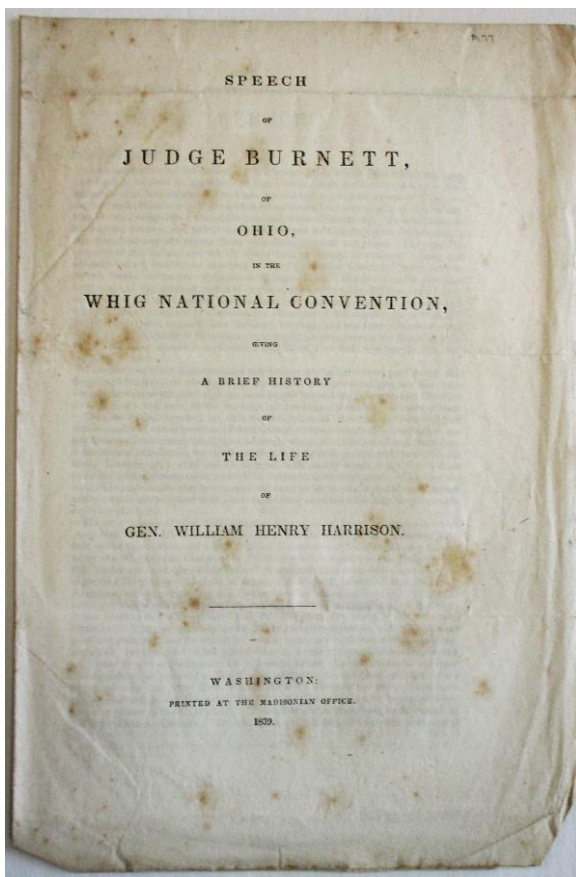 SPEECH
OF
JUDGE BURNETT,
OF
OHIO,
IN THE
WHIG NATIONAL CONVENTION,
GIVING
A BRIEF HISTORY
OF
THE LIFE
OF
GEN. WILLIAM HENRY HARRISON.
WASHINGTON:
PRINTED AT THE MADISONIAN OFFICE.
1839.